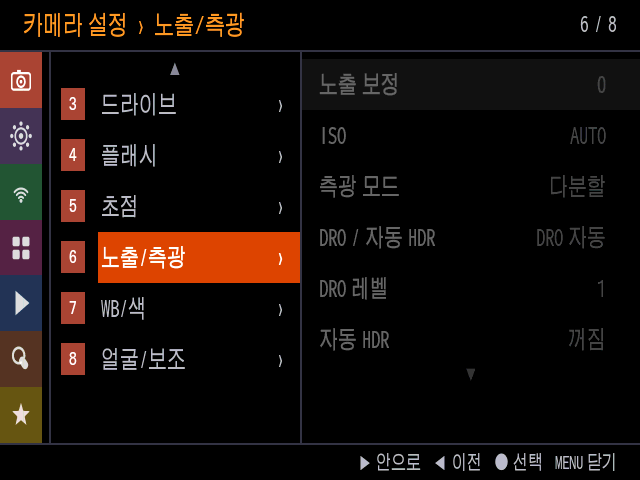 카메라 설정 › 노출/측광
6 / 8
3 드라이브 ›
4 플래시 ›
5 초점 ›
6 노출/측광 ›
7 WB/색 ›
8 얼굴/보조 ›
노출 보정 0
ISO AUTO
측광 모드 다분할
DRO / 자동 HDR DRO 자동
DRO 레벨 1
자동 HDR 꺼짐
▶ 안으로 ◀ 이전 ● 선택 MENU 닫기